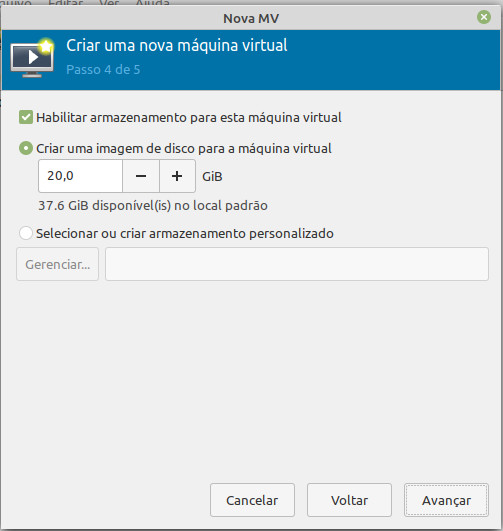 Editar Ver Ajuda
Nova MV
Criar uma nova máquina virtual
Passo 4 de 5
Habilitar armazenamento para esta máquina virtual
Criar uma imagem de disco para a máquina virtual
20,0 − + GiB
37.6 GiB disponível(is) no local padrão
Selecionar ou criar armazenamento personalizado
Gerenciar...
Cancelar Voltar Avançar